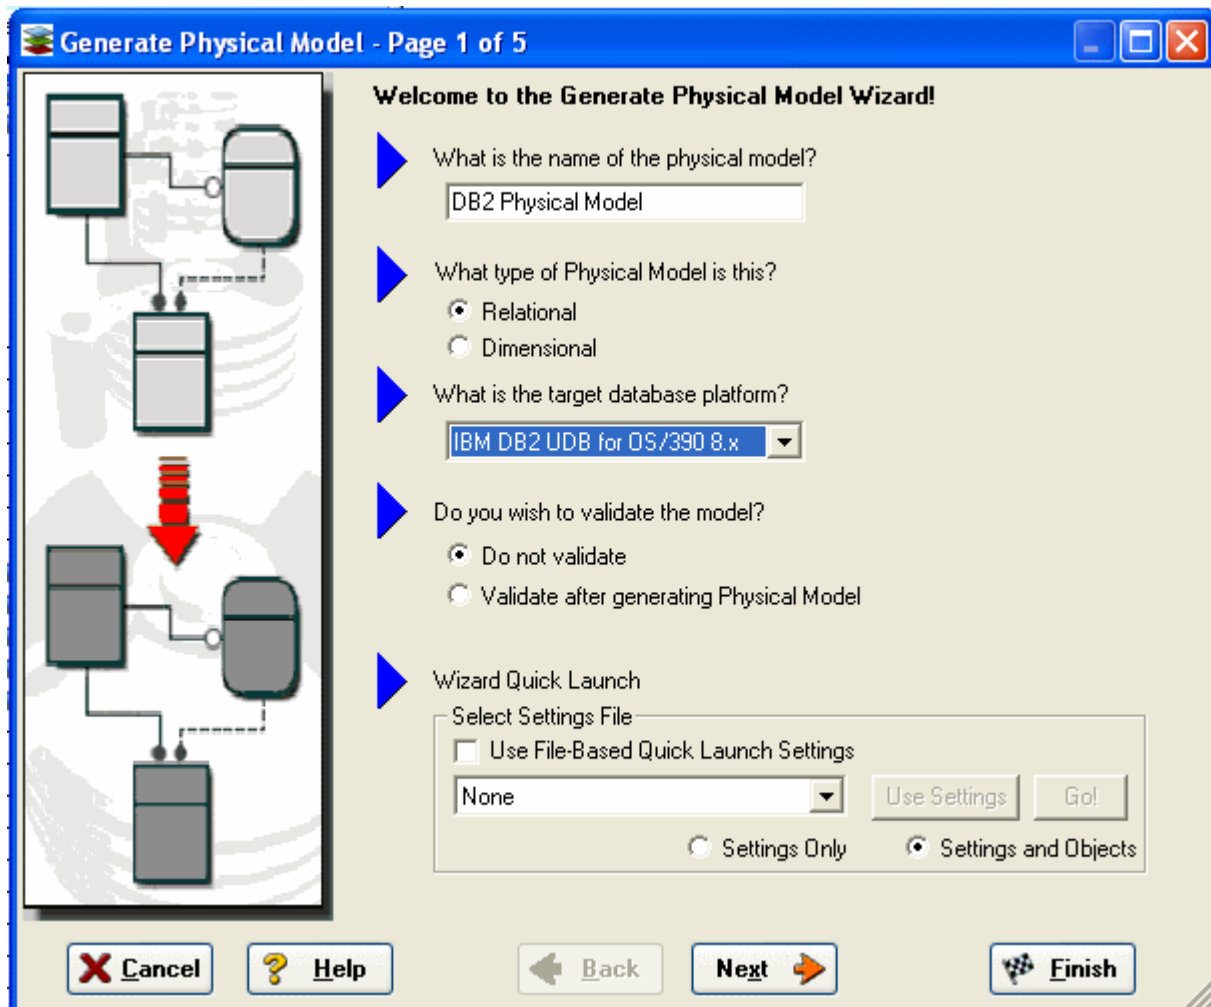 Generate Physical Model - Page 1 of 5
Welcome to the Generate Physical Model Wizard!
What is the name of the physical model?
DB2 Physical Model
What type of Physical Model is this?
Relational
Dimensional
What is the target database platform?
IBM DB2 UDB for OS/390 8.x
Do you wish to validate the model?
Do not validate
Validate after generating Physical Model
Wizard Quick Launch
Select Settings File
Use File-Based Quick Launch Settings
None
Use Settings
Go!
Settings Only
Settings and Objects
Cancel
Help
Back
Next
Finish